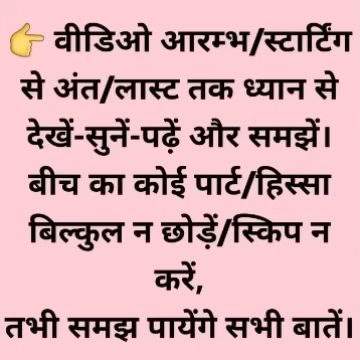 👉 वीडिओ आरम्भ/स्टार्टिंग
से अंत/लास्ट तक ध्यान से
देखें-सुनें-पढ़ें और समझें।
बीच का कोई पार्ट/हिस्सा
बिल्कुल न छोड़ें/स्किप न
करें,
तभी समझ पायेंगे सभी बातें।